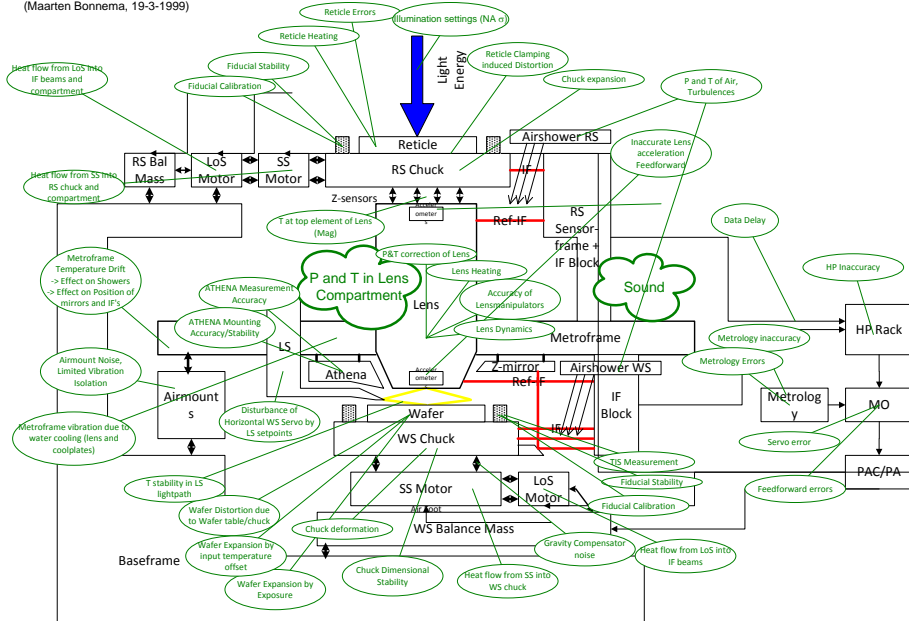 (Maarten Bonnema, 19-3-1999)
Reticle Errors
Illumination settings (NA σ)
Reticle Heating
Light
Energy
Reticle Clamping
induced Distortion
Heat flow from LoS into
IF beams and
compartment
Fiducial Stability
Fiducial Calibration
Chuck expansion
P and T of Air,
Turbulences
Reticle
Airshower RS
Inaccurate Lens
acceleration
Feedforward
RS Bal
Mass
LoS
Motor
SS
Motor
RS Chuck
IF
Heat flow from SS into
RS chuck and
compartment
Z-sensors
T at top element of Lens
(Mag)
Ref-IF
RS
Sensor-
frame +
IF Block
Data Delay
Metroframe
Temperature Drift
-> Effect on Showers
-> Effect on Position of
mirrors and IF's
P&T correction of Lens
P and T in Lens
Compartment
Lens Heating
Lens
Accuracy of
Lensmanipulators
Sound
HP Inaccuracy
ATHENA Measurement
Accuracy
ATHENA Mounting
Accuracy/Stability
Lens Dynamics
Metroframe
HP Rack
LS
Metrology inaccuracy
Metrology Errors
Airmount Noise,
Limited Vibration
Isolation
Athena
Z-mirror
Airshower WS
Airmount
s
IF
Block
Metrolog
y
MO
Wafer
Disturbance of
Horizontal WS Servo by
LS setpoints
Metroframe vibration due to
water cooling (lens and
coolplates)
WS Chuck
IF
Servo error
TIS Measurement
PAC/PA
T stability in LS
lightpath
SS Motor
LoS
Motor
Fiducial Stability
Feedforward errors
Wafer Distortion due
to Wafer table/chuck
Fiducial Calibration
Chuck deformation
WS Balance Mass
Baseframe
Wafer Expansion by
input temperature
offset
Gravity Compensator
noise
Heat flow from LoS into
IF beams
Chuck Dimensional
Stability
Heat flow from SS into
WS chuck
Wafer Expansion by
Exposure